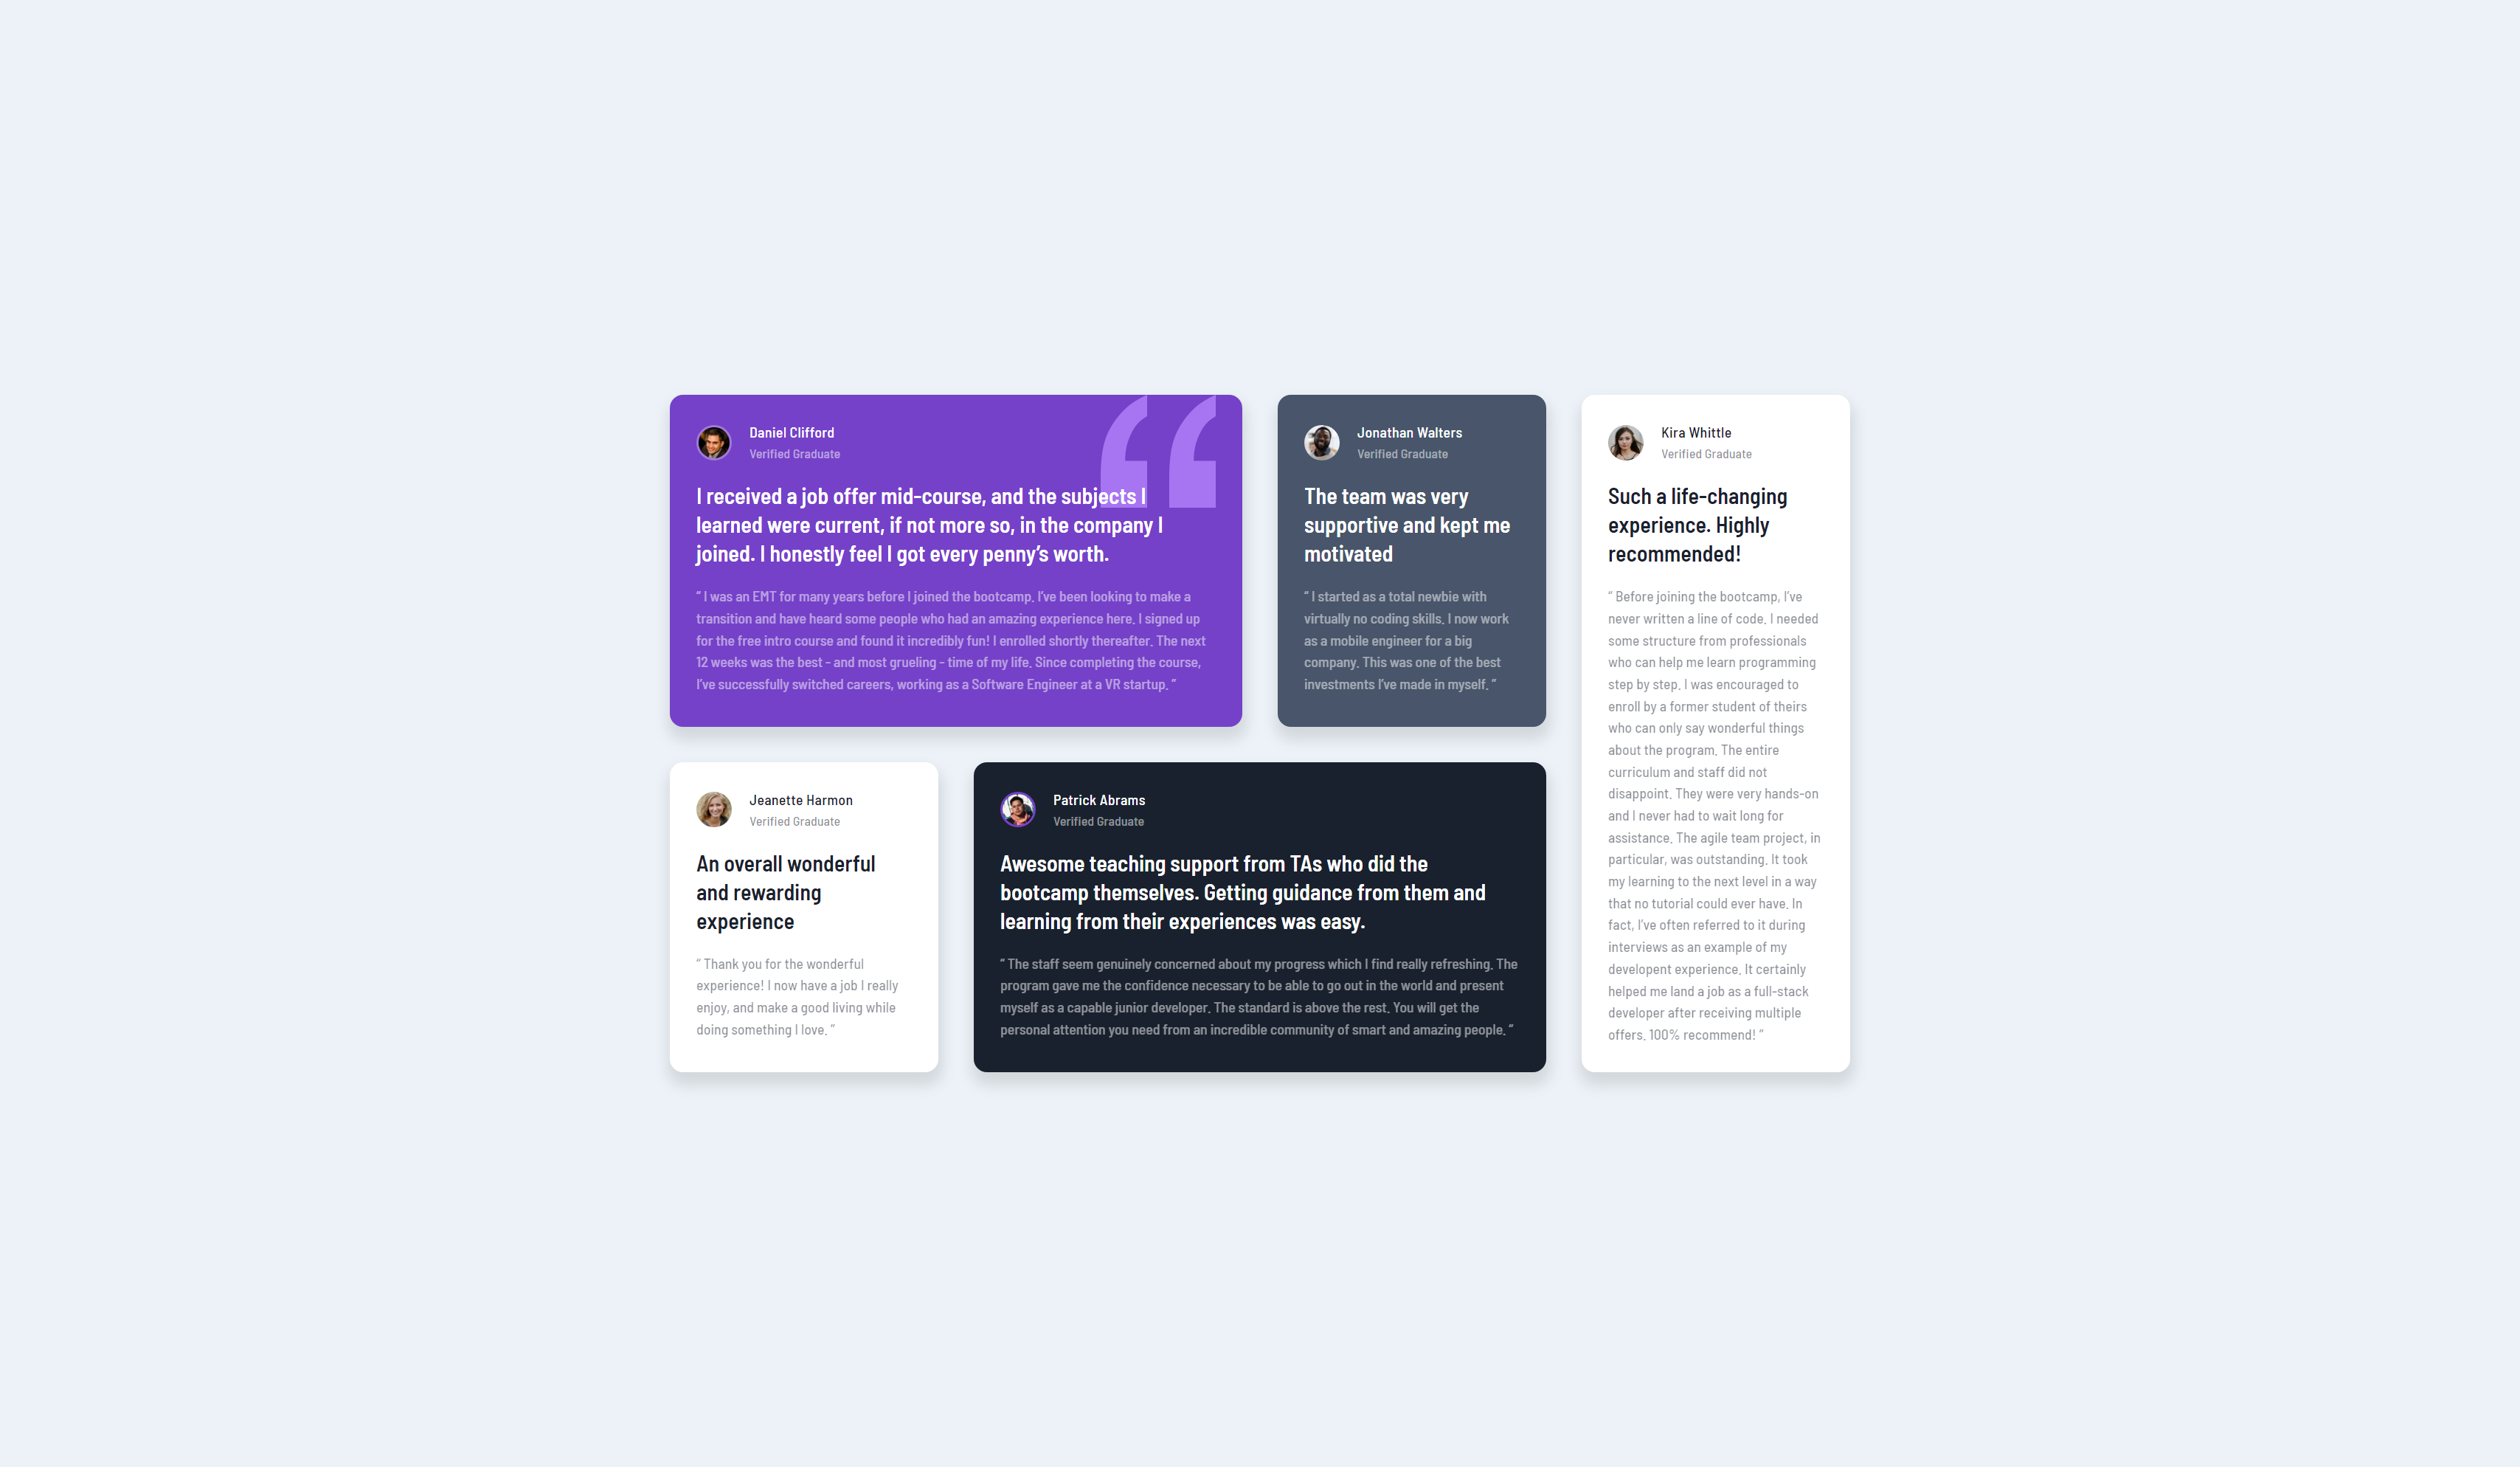 Daniel Clifford
Verified Graduate
I received a job offer mid-course, and the subjects I
learned were current, if not more so, in the company I
joined. I honestly feel I got every penny’s worth.
“ I was an EMT for many years before I joined the bootcamp. I’ve been looking to make a
transition and have heard some people who had an amazing experience here. I signed up
for the free intro course and found it incredibly fun! I enrolled shortly thereafter. The next
12 weeks was the best - and most grueling - time of my life. Since completing the course,
I’ve successfully switched careers, working as a Software Engineer at a VR startup. ”
Jonathan Walters
Verified Graduate
The team was very
supportive and kept me
motivated
“ I started as a total newbie with
virtually no coding skills. I now work
as a mobile engineer for a big
company. This was one of the best
investments I’ve made in myself. ”
Kira Whittle
Verified Graduate
Such a life-changing
experience. Highly
recommended!
“ Before joining the bootcamp, I’ve
never written a line of code. I needed
some structure from professionals
who can help me learn programming
step by step. I was encouraged to
enroll by a former student of theirs
who can only say wonderful things
about the program. The entire
curriculum and staff did not
disappoint. They were very hands-on
and I never had to wait long for
assistance. The agile team project, in
particular, was outstanding. It took
my learning to the next level in a way
that no tutorial could ever have. In
fact, I’ve often referred to it during
interviews as an example of my
developent experience. It certainly
helped me land a job as a full-stack
developer after receiving multiple
offers. 100% recommend! ”
Jeanette Harmon
Verified Graduate
An overall wonderful
and rewarding
experience
“ Thank you for the wonderful
experience! I now have a job I really
enjoy, and make a good living while
doing something I love. ”
Patrick Abrams
Verified Graduate
Awesome teaching support from TAs who did the
bootcamp themselves. Getting guidance from them and
learning from their experiences was easy.
“ The staff seem genuinely concerned about my progress which I find really refreshing. The
program gave me the confidence necessary to be able to go out in the world and present
myself as a capable junior developer. The standard is above the rest. You will get the
personal attention you need from an incredible community of smart and amazing people. ”